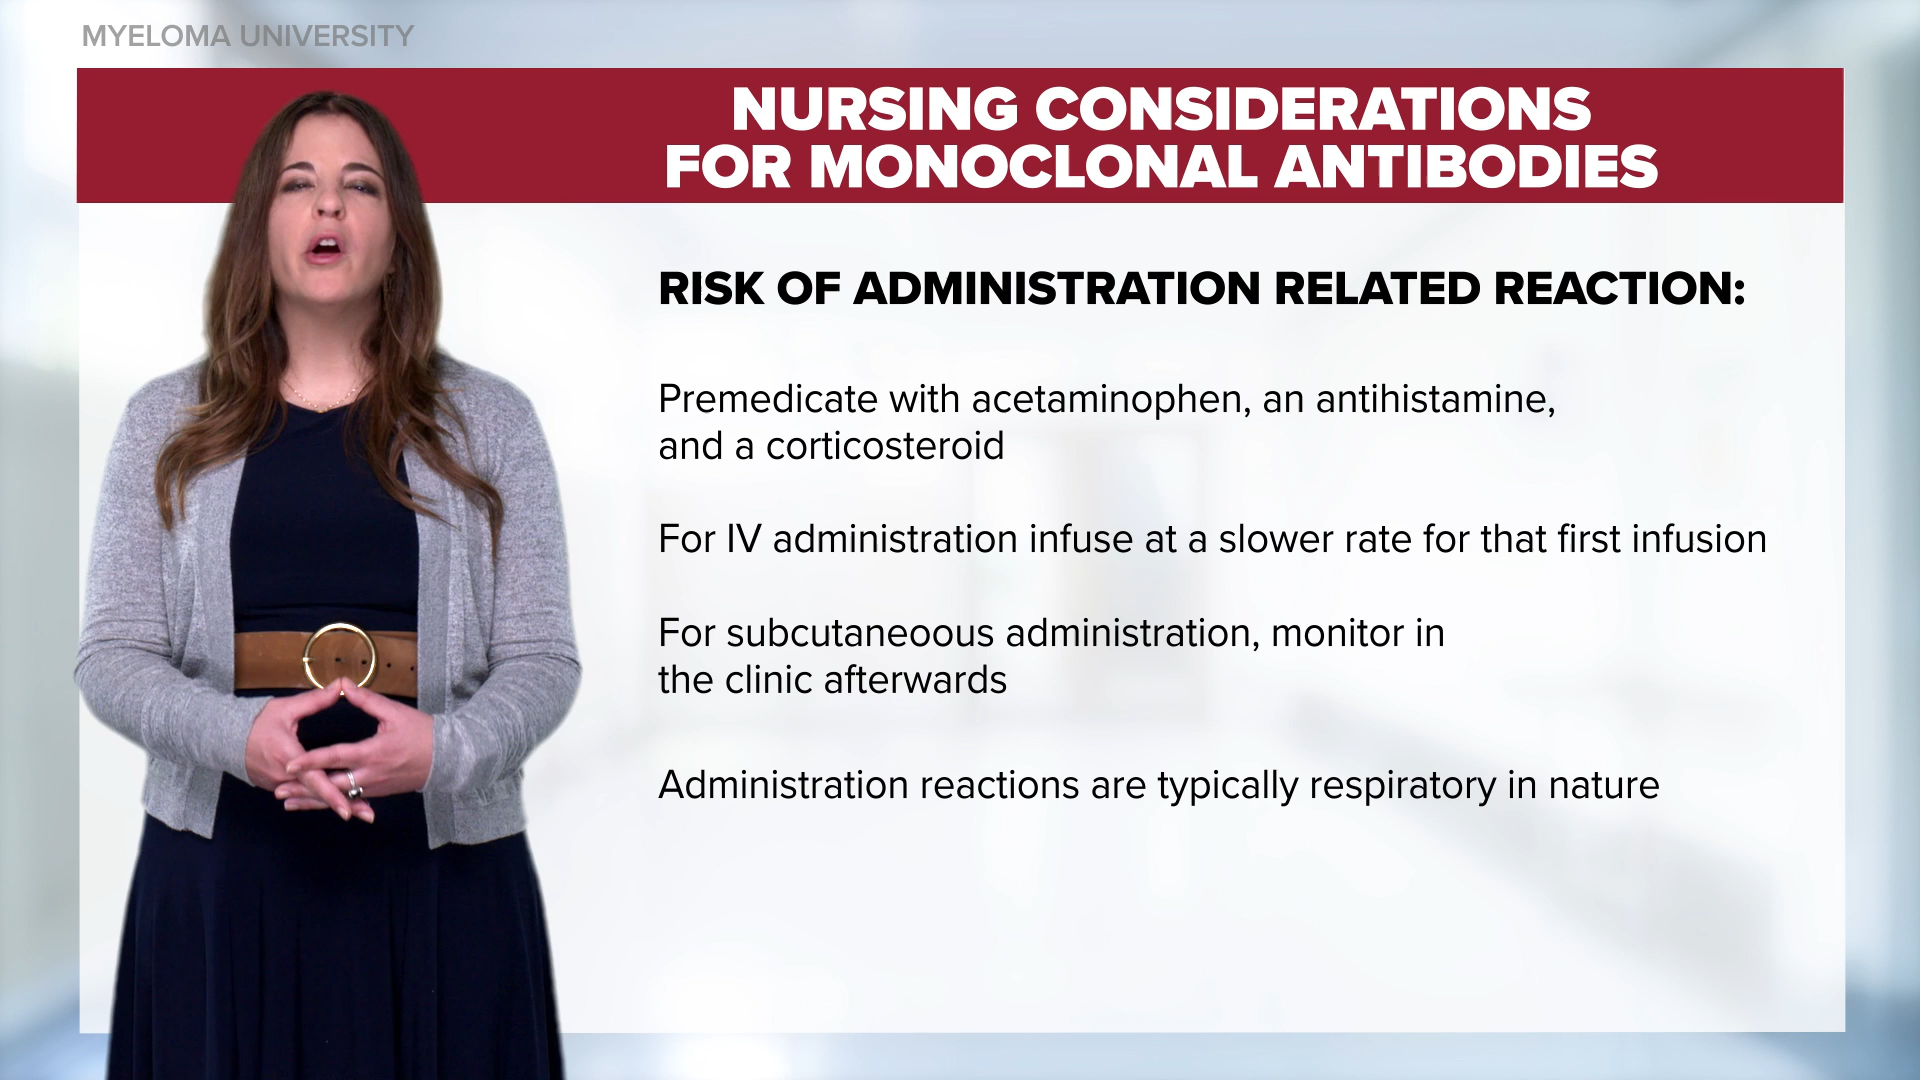 MYELOMA UNIVERSITY
NURSING CONSIDERATIONS
FOR MONOCLONAL ANTIBODIES
RISK OF ADMINISTRATION RELATED REACTION:
Premedicate with acetaminophen, an antihistamine,
and a corticosteroid
For IV administration infuse at a slower rate for that first infusion
For subcutaneoous administration, monitor in
the clinic afterwards
Administration reactions are typically respiratory in nature